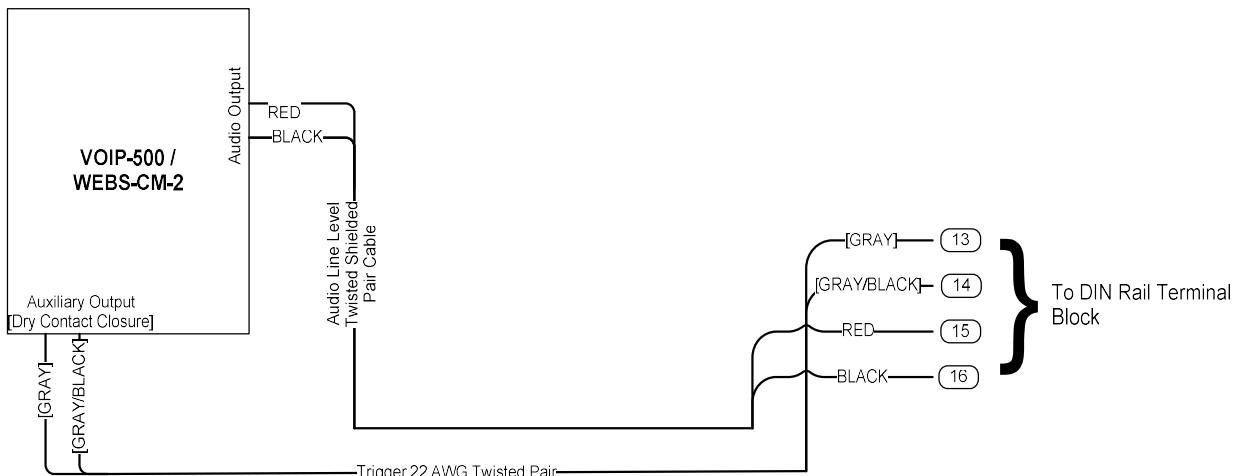 VOIP-500 /
WEBS-CM-2
Audio Output
RED
BLACK
Audio Line Level
Twisted Shielded
Pair Cable
Auxiliary Output
[Dry Contact Closure]
[GRAY]
[GRAY/BLACK]
Trigger 22 AWG Twisted Pair
[GRAY] 13
[GRAY/BLACK] 14
RED 15
BLACK 16
To DIN Rail Terminal
Block